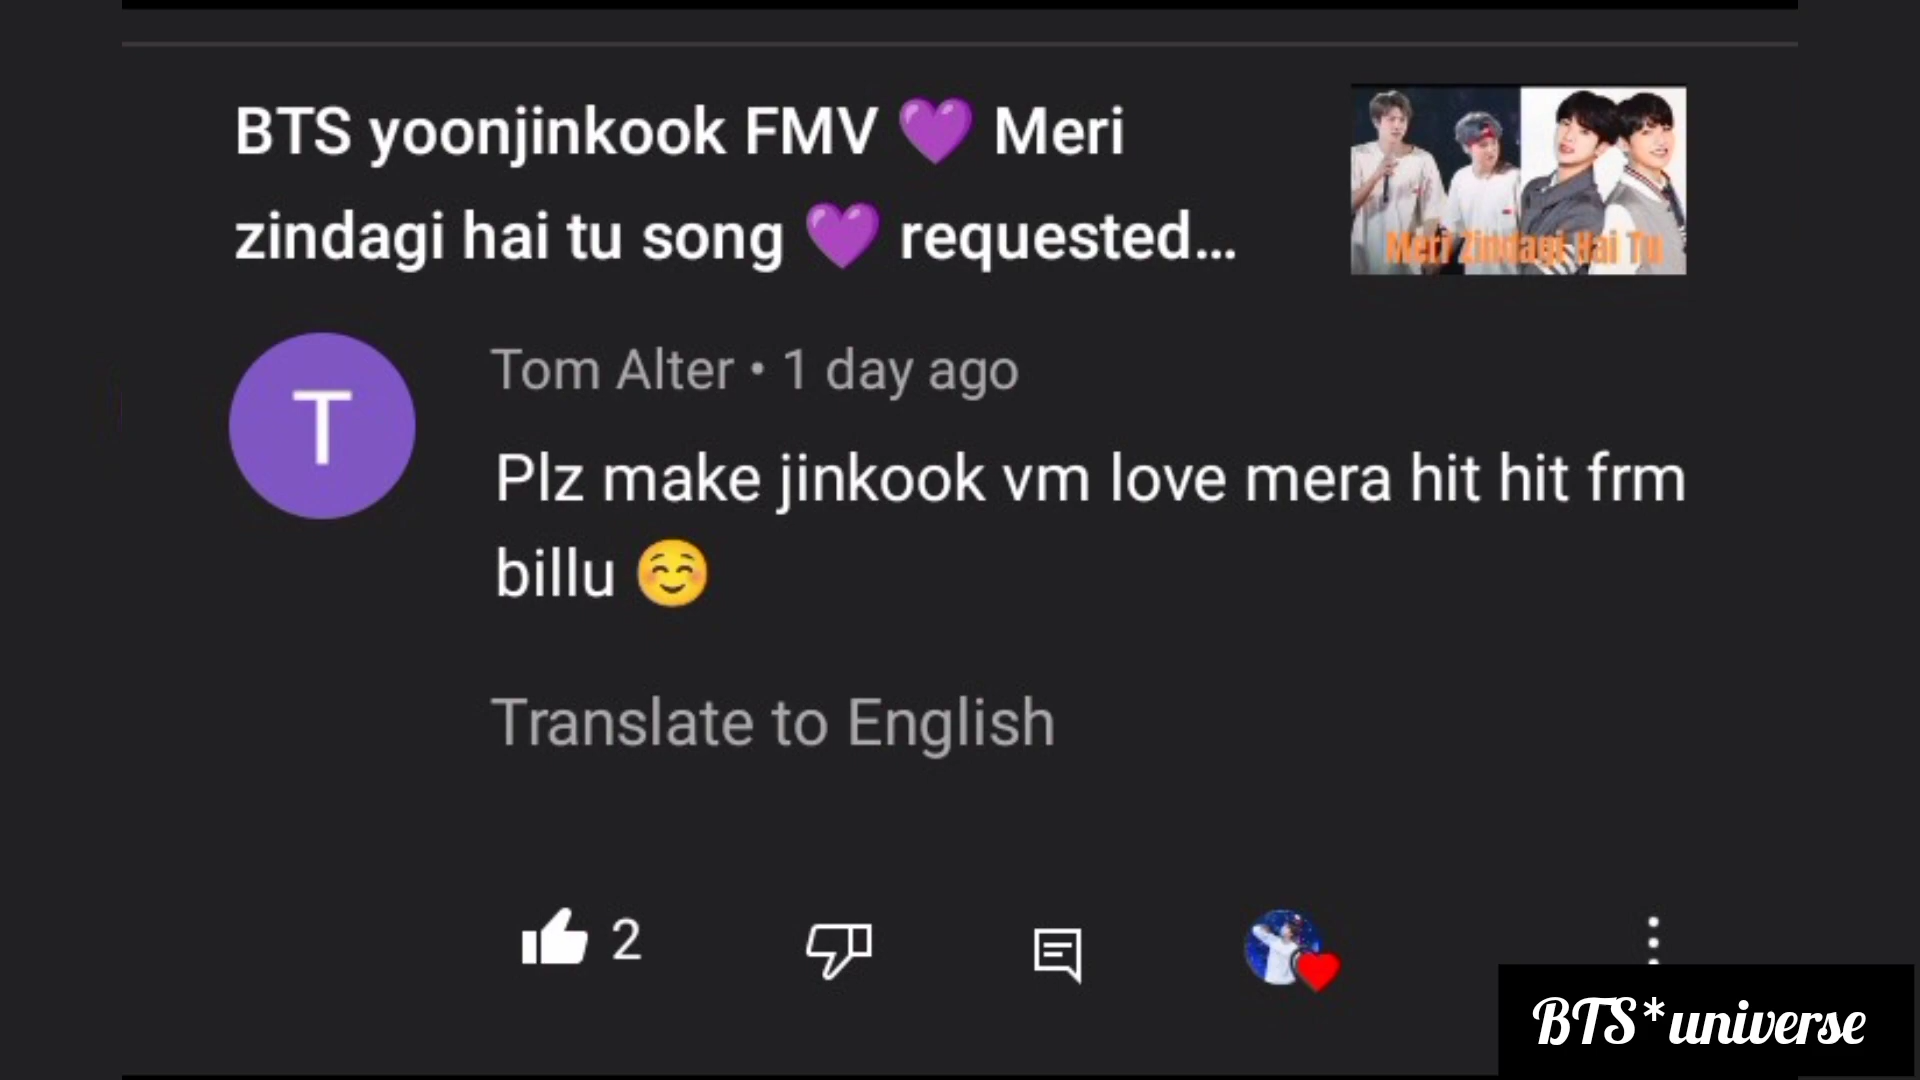 BTS yoonjinkook FMV 💜 Meri
zindagi hai tu song 💜 requested...
Meri Zindagi Hai Tu
T
Tom Alter • 1 day ago
Plz make jinkook vm love mera hit hit frm
billu ☺️
Translate to English
2
BTS*universe